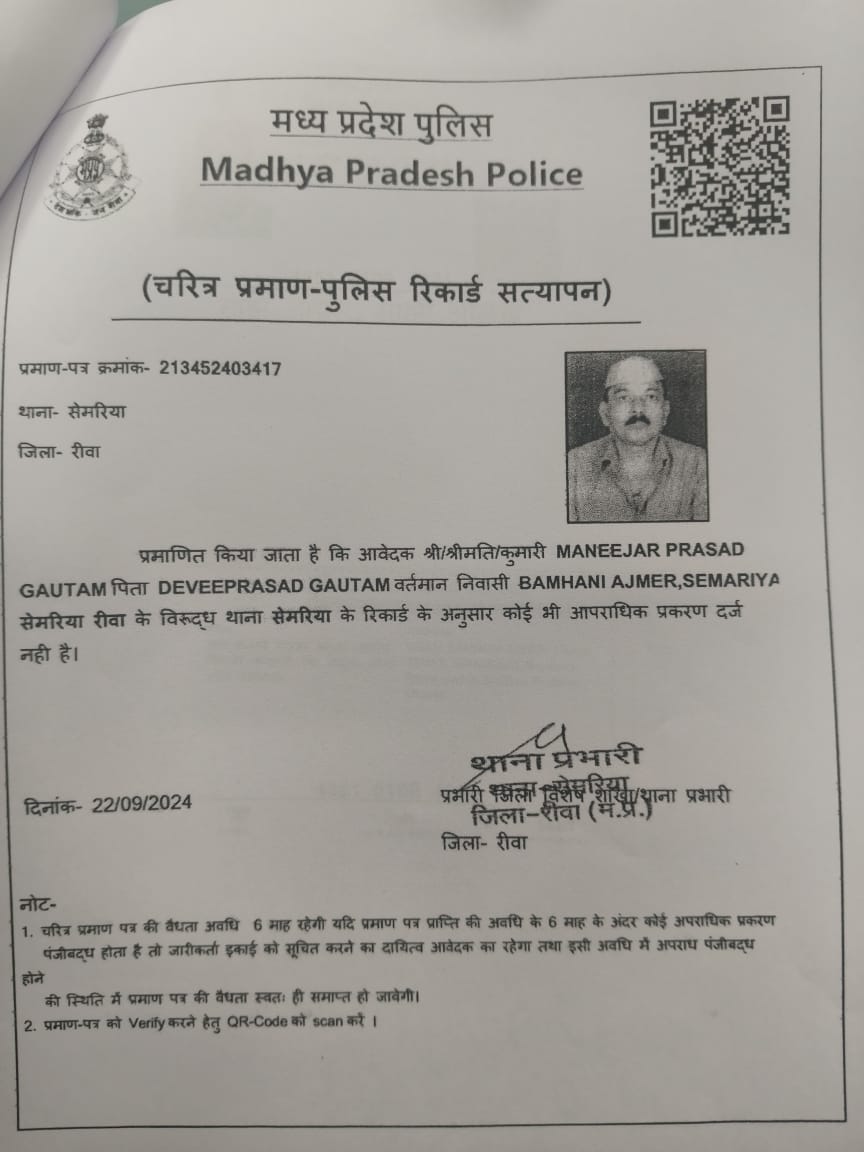 मध्य प्रदेश पुलिस
Madhya Pradesh Police
(चरित्र प्रमाण-पुलिस रिकार्ड सत्यापन)
प्रमाण-पत्र क्रमांक- 213452403417
थाना- सेमरिया
जिला- रीवा
प्रमाणित किया जाता है कि आवेदक श्री/श्रीमति/कुमारी MANEEJAR PRASAD
GAUTAM पिता DEVEEPRASAD GAUTAM वर्तमान निवासी BAMHANI AJMER,SEMARIYA
सेमरिया रीवा के विरूद्ध थाना सेमरिया के रिकार्ड के अनुसार कोई भी आपराधिक प्रकरण दर्ज
नही है।
थाना प्रभारी
थाना-सेमरिया
प्रभारी जिला विशेष शाखा/थाना प्रभारी
जिला-रीवा (म.प्र.)
जिला- रीवा
दिनांक- 22/09/2024
नोट-
1. चरित्र प्रमाण पत्र की वैधता अवधि 6 माह रहेगी यदि प्रमाण पत्र प्राप्ति की अवधि के 6 माह के अंदर कोई अपराधिक प्रकरण
पंजीबद्ध होता है तो जारीकर्ता इकाई को सूचित करने का दायित्व आवेदक का रहेगा तथा इसी अवधि में अपराध पंजीबद्ध
होने
की स्थिति में प्रमाण पत्र की वैधता स्वतः ही समाप्त हो जावेगी।
2. प्रमाण-पत्र को Verify करने हेतु QR-Code को scan करें ।